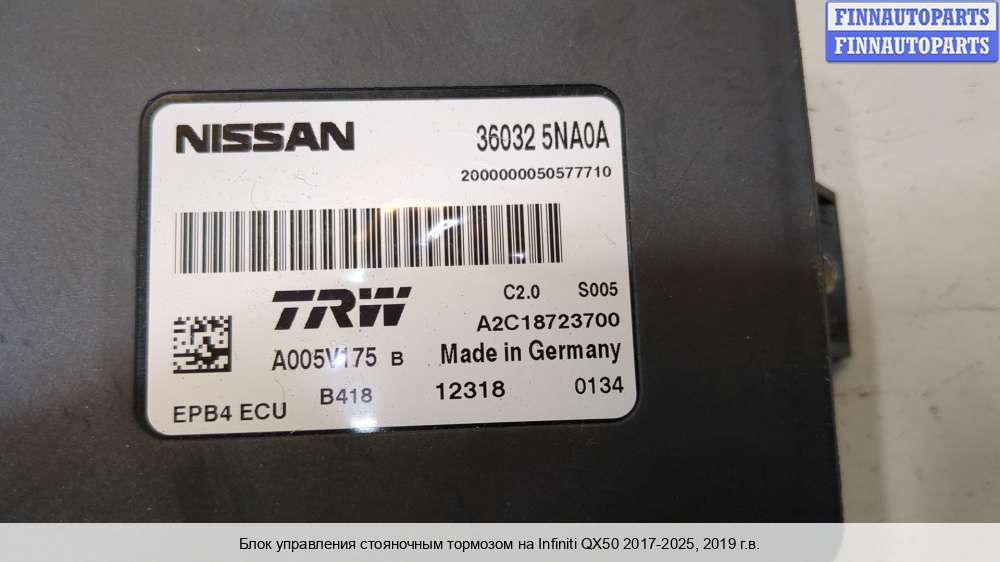 FINNAUTOPARTS
FINNAUTOPARTS
NISSAN 36032 5NA0A
2000000050577710
TRW C2.0 S005
A2C18723700
A005V175 B Made in Germany
EPB4 ECU B418 12318 0134
Блок управления стояночным тормозом на Infiniti QX50 2017-2025, 2019 г.в.